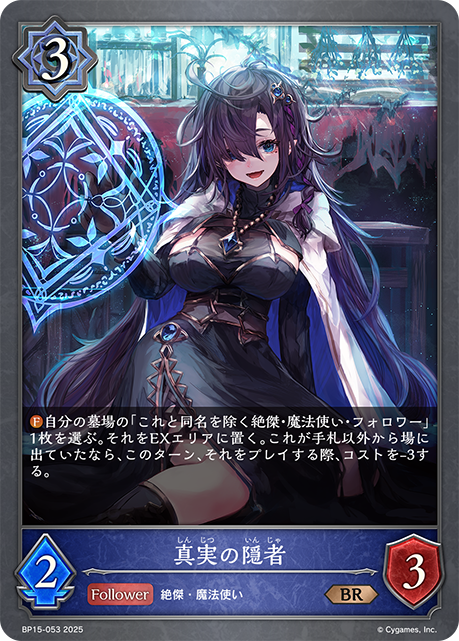 3
自分の墓場の「これと同名を除く絶傑・魔法使い・フォロワー」
1枚を選ぶ。それをEXエリアに置く。これが手札以外から場に
出ていたなら、このターン、それをプレイする際、コストを-3す
る。
しんじつ いんじゃ
真実の隠者
2
Follower 絶傑・魔法使い BR
3
BP15-053 2025 © Cygames, Inc.